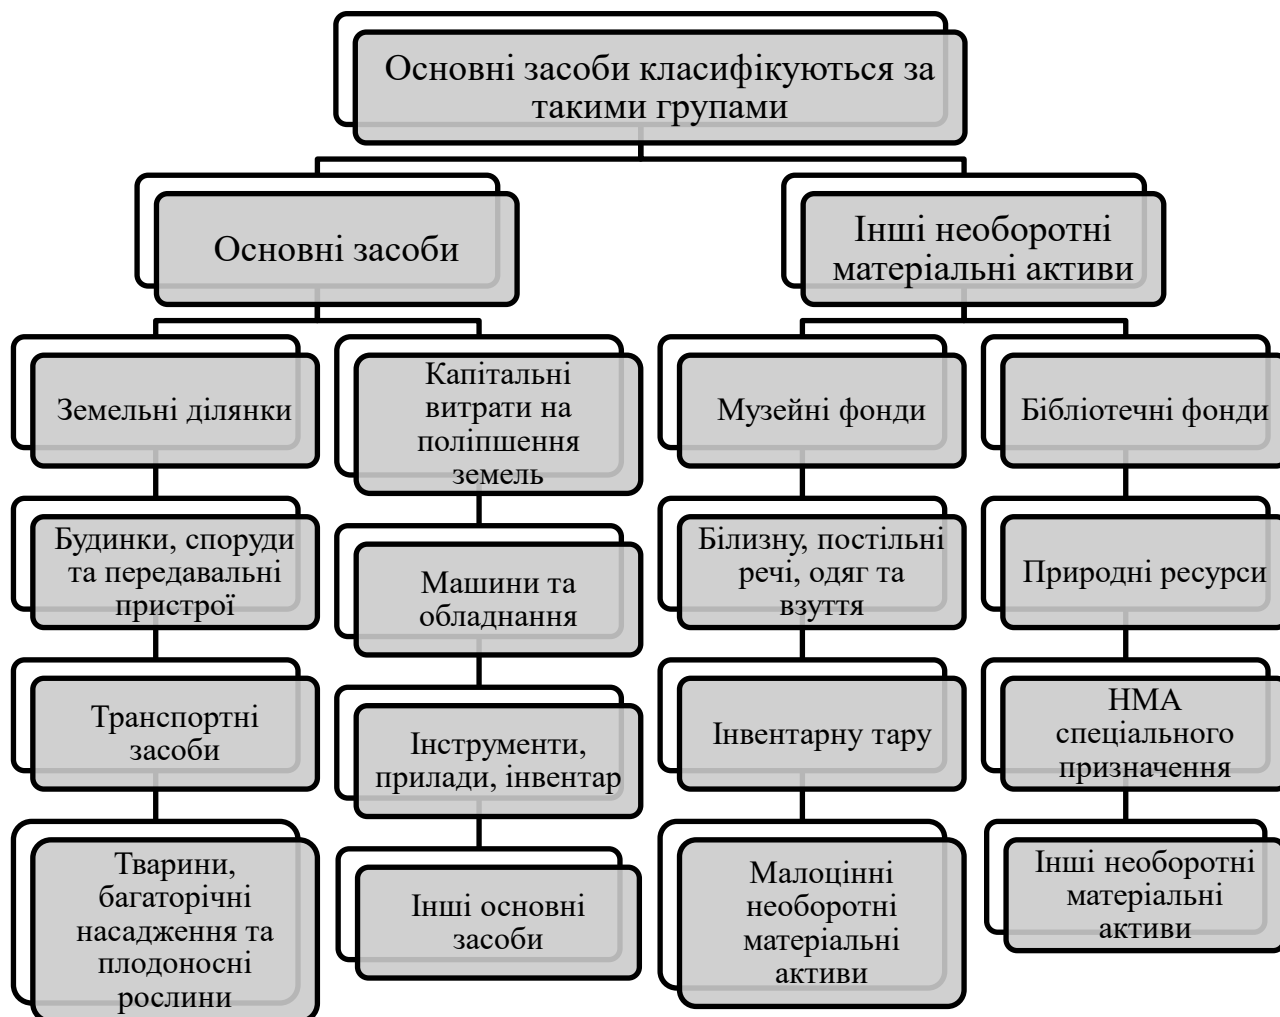 Основні засоби класифікуються за
такими групами
Основні засоби
Інші необоротні
матеріальні активи
Земельні ділянки
Капітальні
витрати на
поліпшення
земель
Музейні фонди
Бібліотечні фонди
Будинки, споруди
та передавальні
пристрої
Машини та
обладнання
Білизну, постільні
речі, одяг та
взуття
Природні ресурси
Транспортні
засоби
Інструменти,
прилади, інвентар
Інвентарну тару
НМА
спеціального
призначення
Тварини,
багаторічні
насадження та
плодоносні
рослини
Інші основні
засоби
Малоцінні
необоротні
матеріальні
активи
Інші необоротні
матеріальні
активи